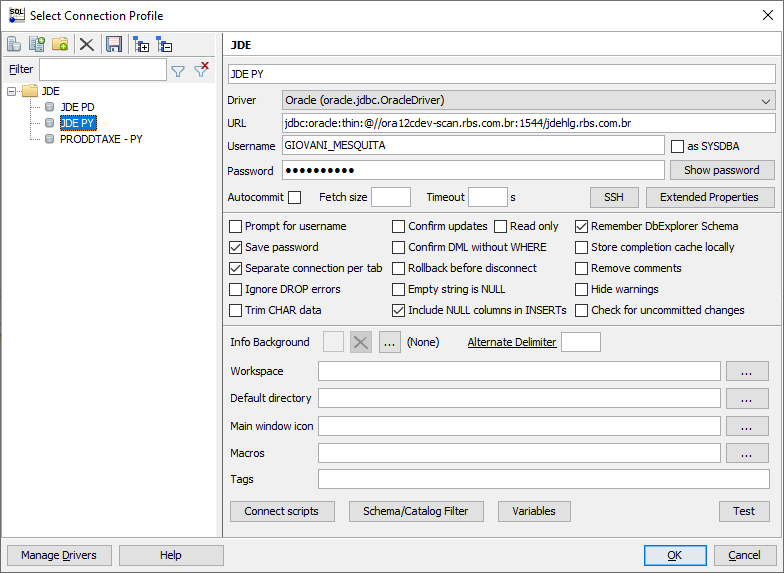 SQL Select Connection Profile
Filter
JDE
JDE PD
JDE PY
PRODDTAXE - PY
JDE
JDE PY
Driver Oracle (oracle.jdbc.OracleDriver)
URL jdbc:oracle:thin:@//ora12cdev-scan.rbs.com.br:1544/jdehlg.rbs.com.br
Username GIOVANI_MESQUITA as SYSDBA
Password ●●●●●●●●●● Show password
Autocommit Fetch size Timeout s SSH Extended Properties
Prompt for username Confirm updates Read only Remember DbExplorer Schema
Save password Confirm DML without WHERE Store completion cache locally
Separate connection per tab Rollback before disconnect Remove comments
Ignore DROP errors Empty string is NULL Hide warnings
Trim CHAR data Include NULL columns in INSERTs Check for uncommitted changes
Info Background ... (None) Alternate Delimiter
Workspace ...
Default directory ...
Main window icon ...
Macros ...
Tags
Connect scripts Schema/Catalog Filter Variables Test
Manage Drivers Help OK Cancel